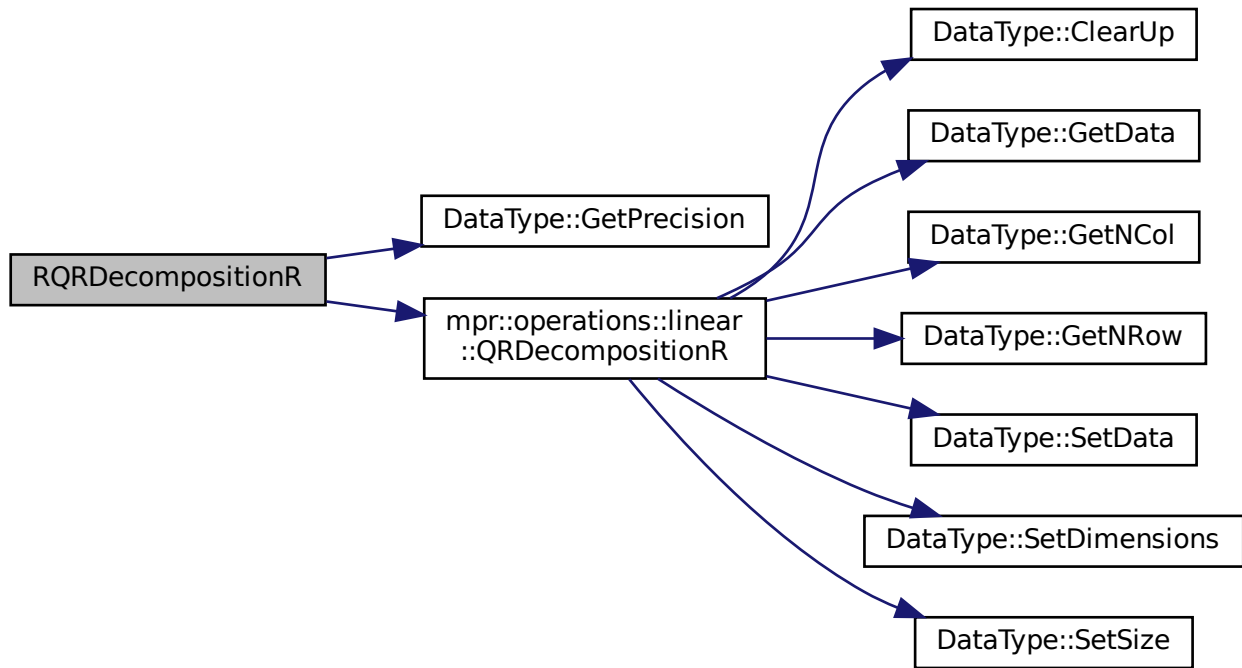 RQRDecompositionR
DataType::GetPrecision
mpr::operations::linear
::QRDecompositionR
DataType::ClearUp
DataType::GetData
DataType::GetNCol
DataType::GetNRow
DataType::SetData
DataType::SetDimensions
DataType::SetSize